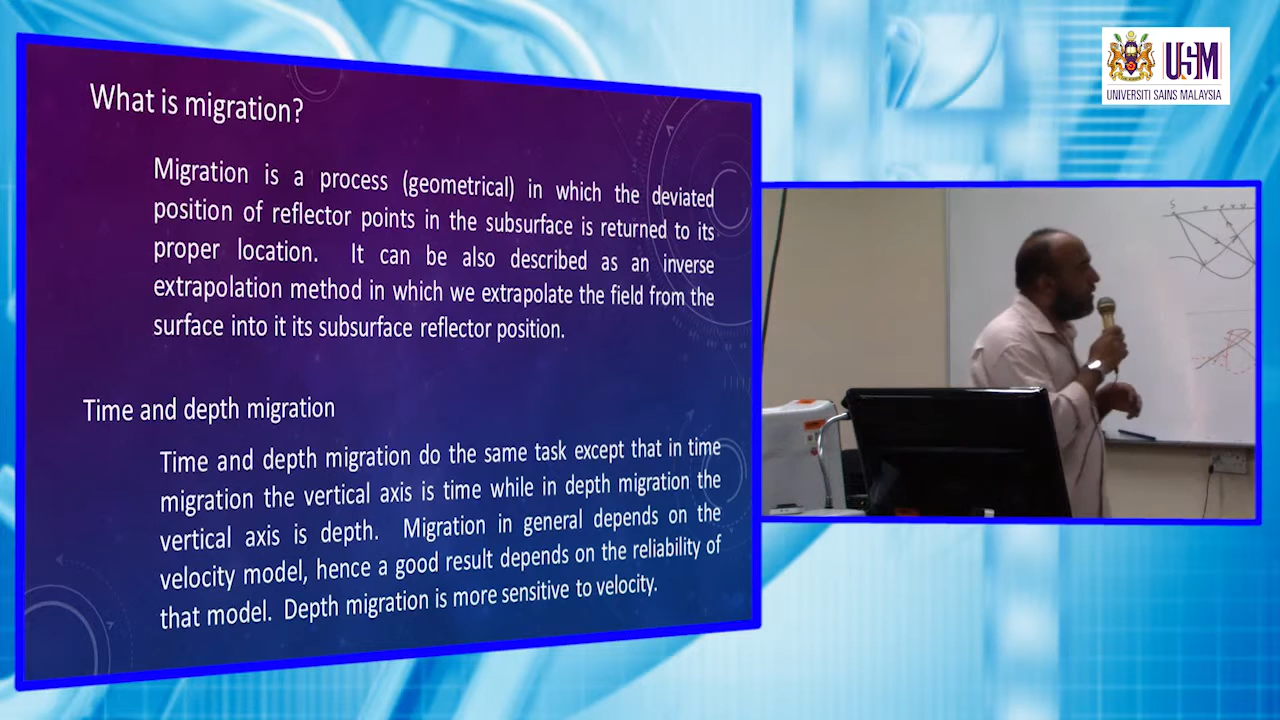 What is migration?
Migration is a process (geometrical) in which the deviated
position of reflector points in the subsurface is returned to its
proper location. It can be also described as an inverse
extrapolation method in which we extrapolate the field from the
surface into it its subsurface reflector position.
Time and depth migration
Time and depth migration do the same task except that in time
migration the vertical axis is time while in depth migration the
vertical axis is depth. Migration in general depends on the
velocity model, hence a good result depends on the reliability of
that model. Depth migration is more sensitive to velocity.
USM
UNIVERSITI SAINS MALAYSIA
S